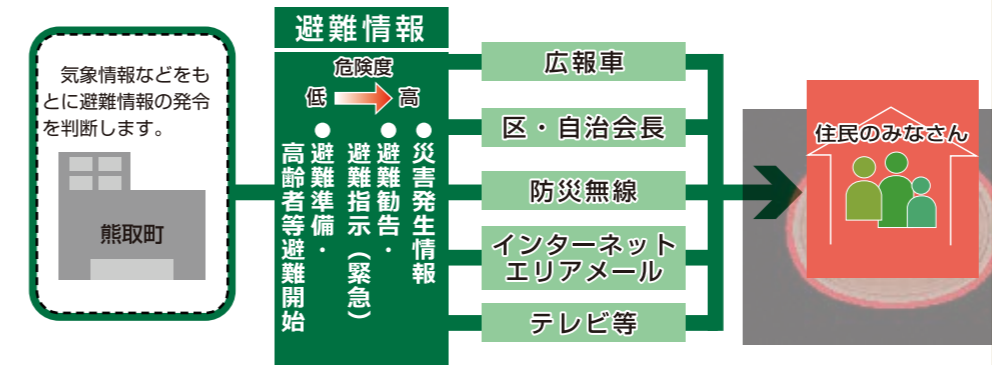 気象情報などをも
とに避難情報の発令
を判断します。
熊取町
避難情報
危険度
低 高
●避難準備・
高齢者等避難開始
●避難勧告・
避難指示（緊急）
●災害発生情報
広報車
区・自治会長
防災無線
インターネット
エリアメール
テレビ等
住民のみなさん